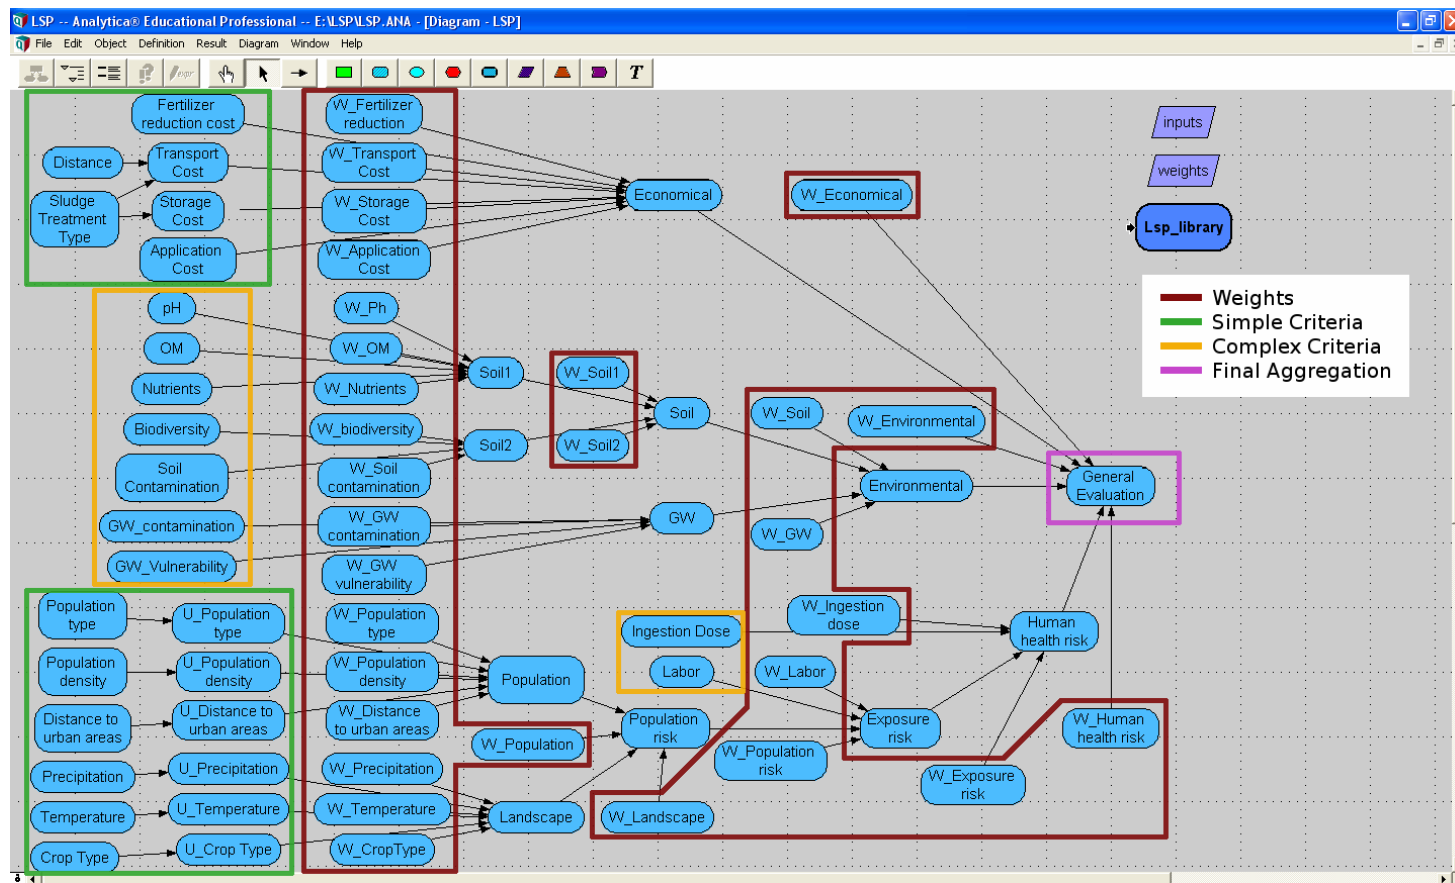 LSP -- Analytica® Educational Professional -- E:\LSP\LSP.ANA - [Diagram - LSP]
File Edit Object Definition Result Diagram Window Help
expr
T
Fertilizer
reduction cost
Distance
Transport
Cost
Sludge
Treatment
Type
Storage
Cost
Application
Cost
W_Fertilizer
reduction
W_Transport
Cost
W_Storage
Cost
W_Application
Cost
Economical
W_Economical
inputs
weights
Lsp_library
Weights
Simple Criteria
Complex Criteria
Final Aggregation
pH
OM
Nutrients
Biodiversity
Soil
Contamination
GW_contamination
GW_Vulnerability
W_Ph
W_OM
W_Nutrients
W_biodiversity
W_Soil
contamination
W_GW
contamination
W_GW
vulnerability
Soil1
Soil2
W_Soil1
W_Soil2
Soil
GW
W_Soil
W_Environmental
Environmental
W_GW
General
Evaluation
Population
type
Population
density
Distance to
urban areas
Precipitation
Temperature
Crop Type
U_Population
type
U_Population
density
U_Distance to
urban areas
U_Precipitation
U_Temperature
U_Crop Type
W_Population
type
W_Population
density
W_Distance
to urban areas
W_Precipitation
W_Temperature
W_CropType
Population
W_Population
Landscape
Ingestion Dose
Labor
Population
risk
W_Landscape
W_Ingestion
dose
W_Labor
W_Population
risk
Exposure
risk
Human
health risk
W_Exposure
risk
W_Human
health risk